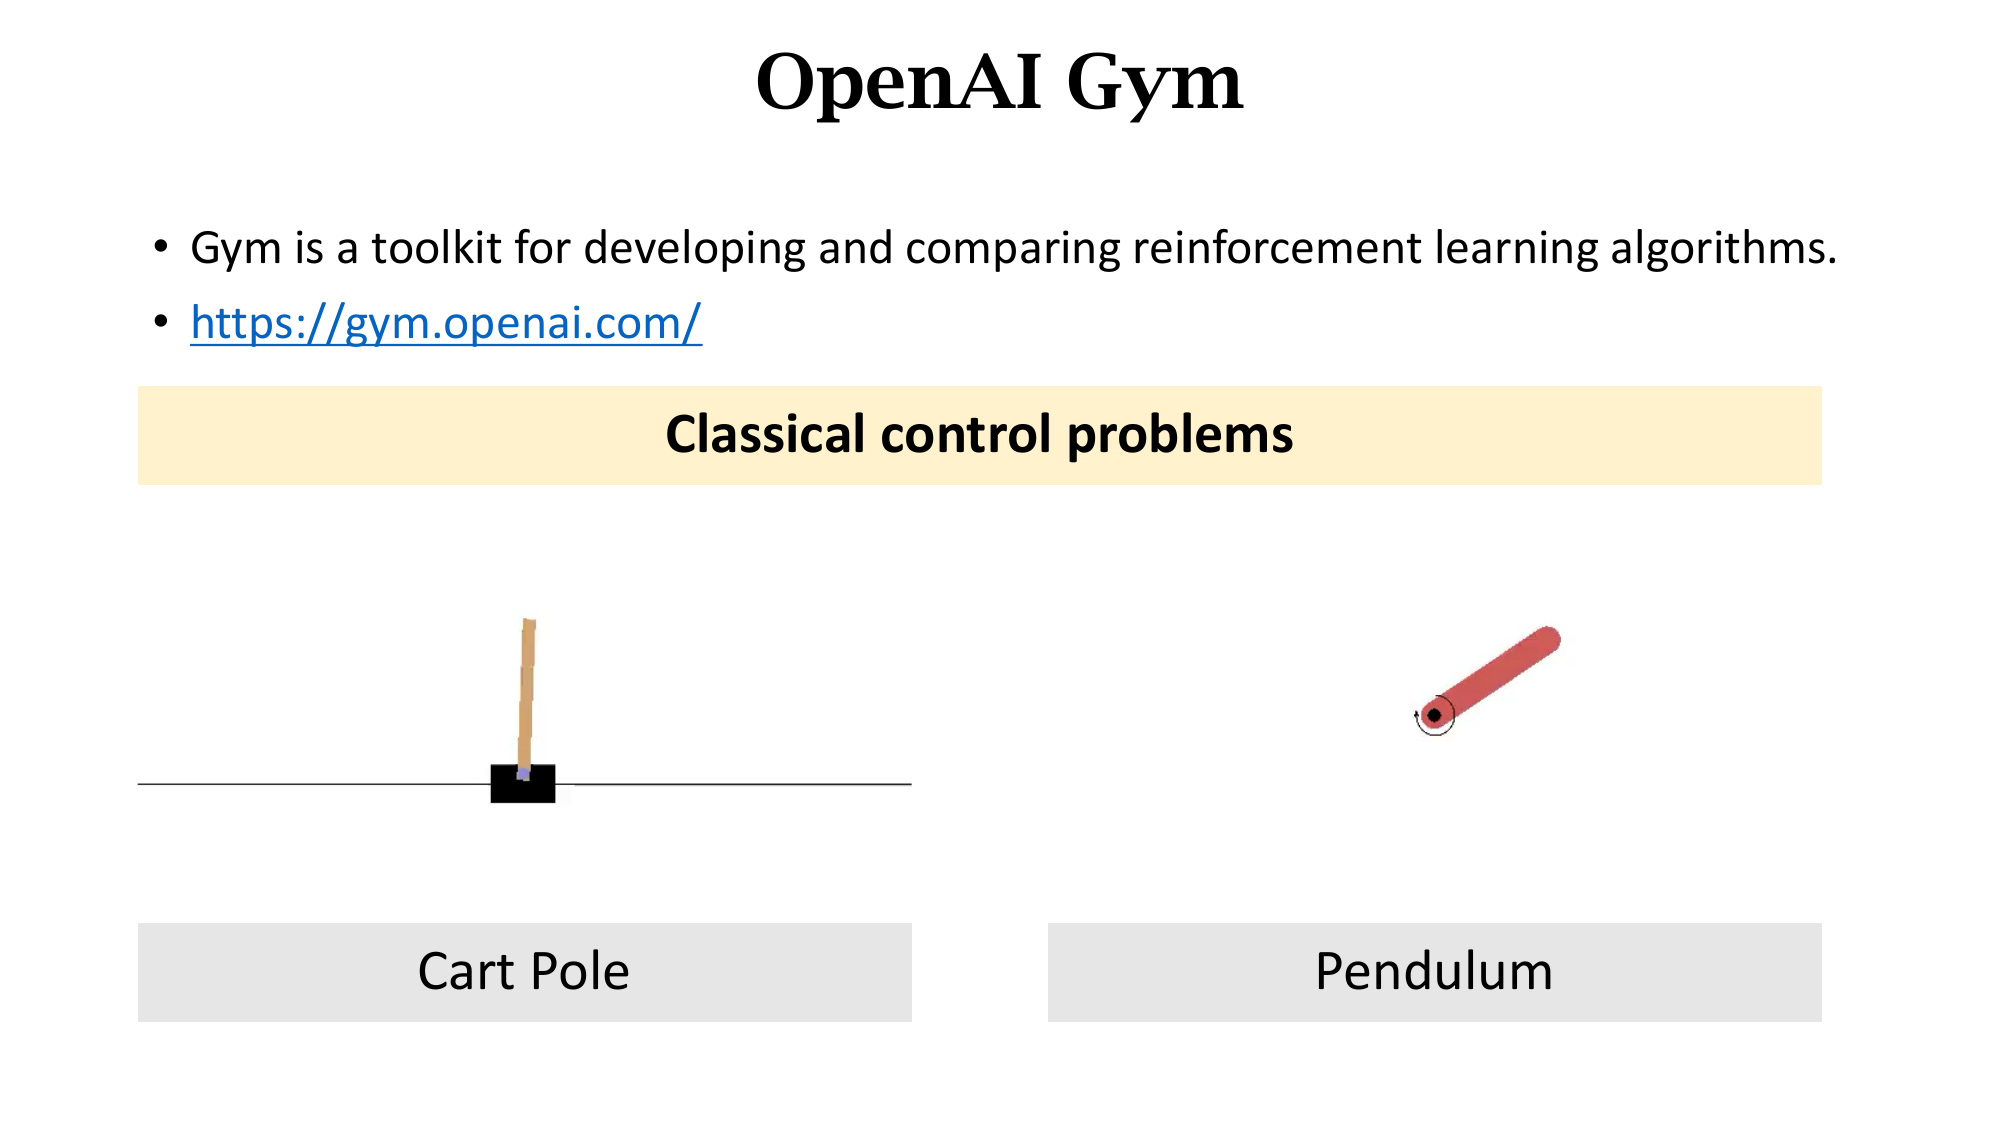 OpenAI Gym
• Gym is a toolkit for developing and comparing reinforcement learning algorithms.
• https://gym.openai.com/
Classical control problems
Cart Pole
Pendulum